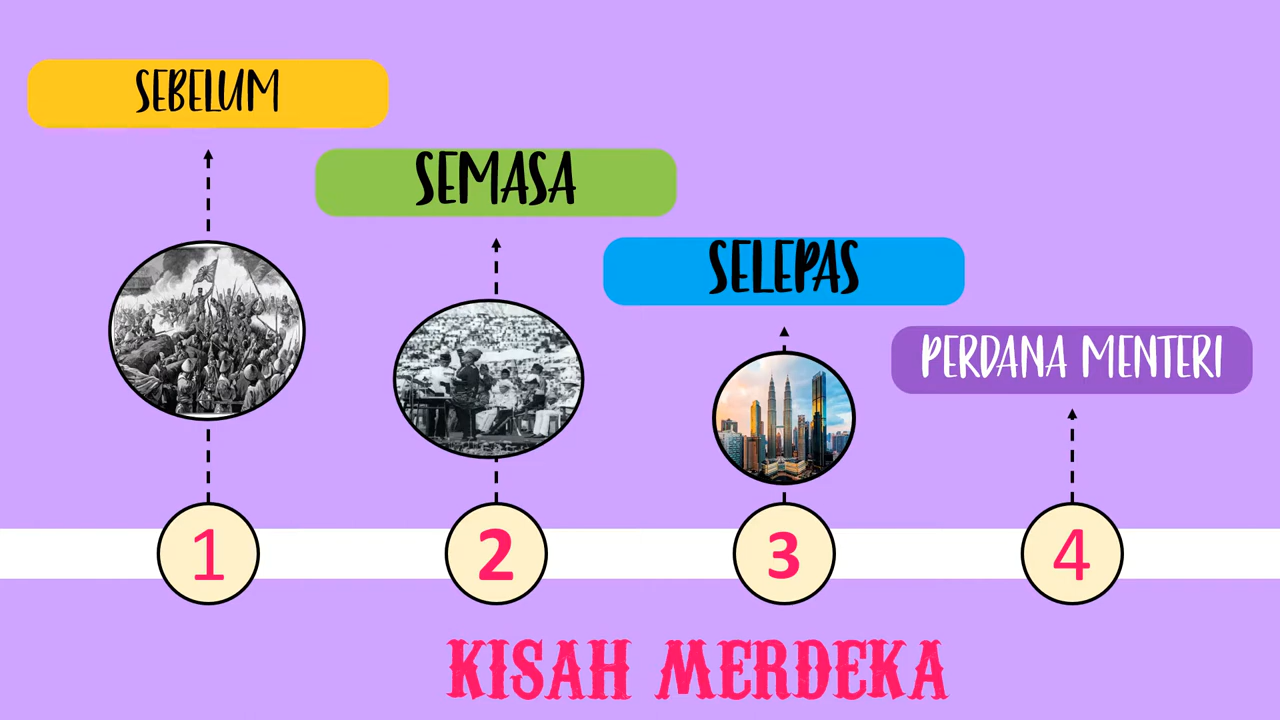 SEBELUM
SEMASA
SELEPAS
PERDANA MENTERI
1
2
3
4
KISAH MERDEKA